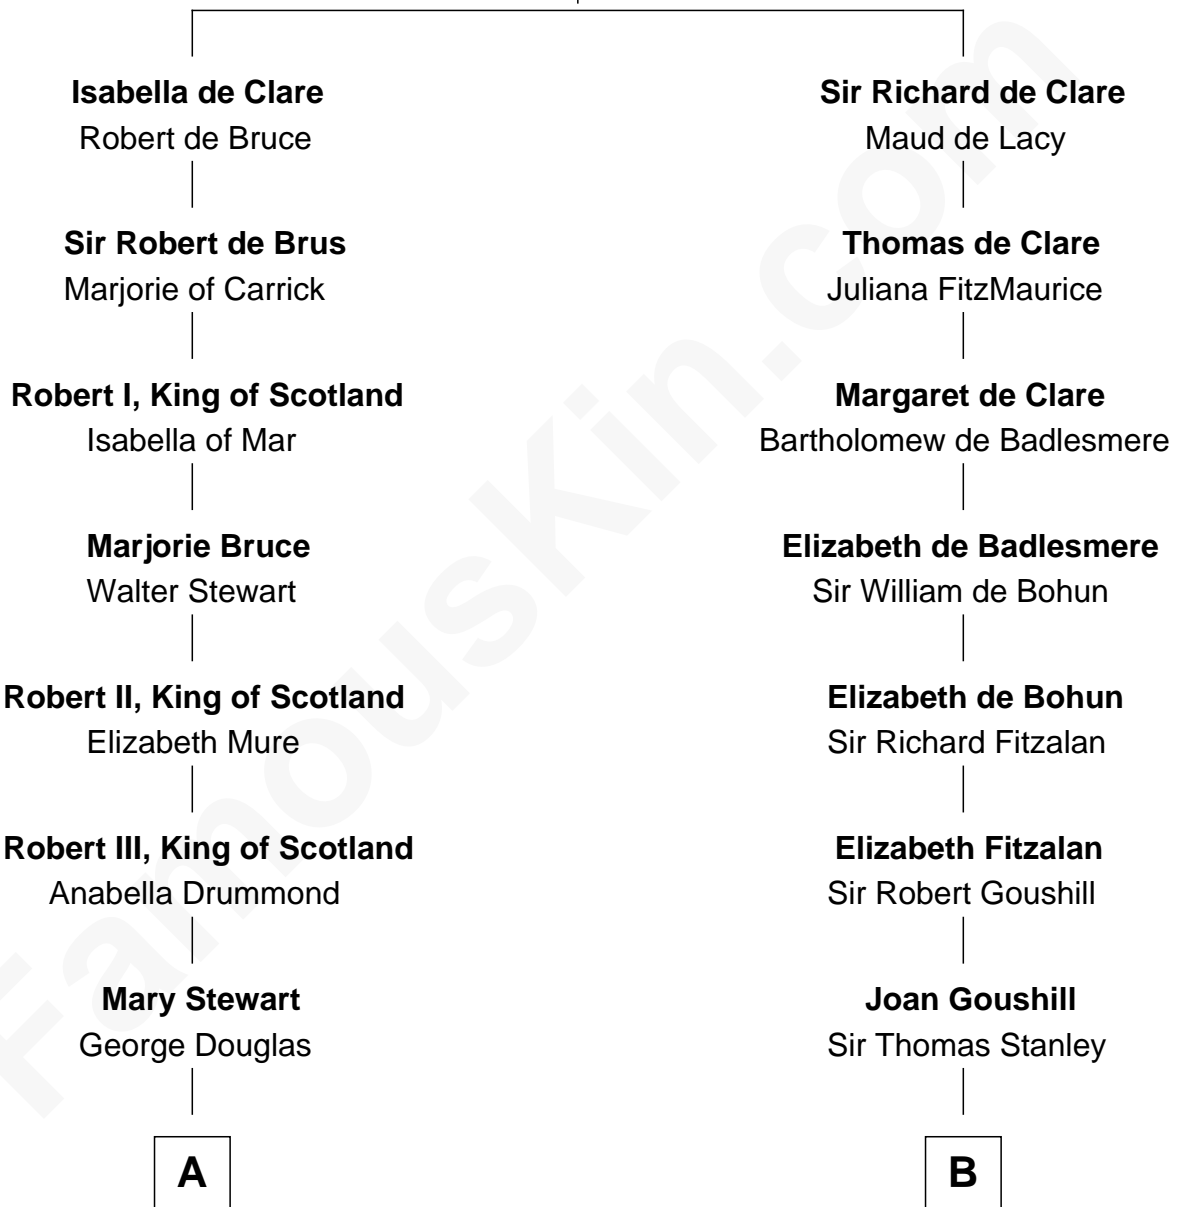 Isabella de Clare
Robert de Bruce
Sir Robert de Brus
Marjorie of Carrick
Robert I, King of Scotland
Isabella of Mar
Marjorie Bruce
Walter Stewart
Robert II, King of Scotland
Elizabeth Mure
Robert III, King of Scotland
Anabella Drummond
Mary Stewart
George Douglas
A
Sir Richard de Clare
Maud de Lacy
Thomas de Clare
Juliana FitzMaurice
Margaret de Clare
Bartholomew de Badlesmere
Elizabeth de Badlesmere
Sir William de Bohun
Elizabeth de Bohun
Sir Richard Fitzalan
Elizabeth Fitzalan
Sir Robert Goushill
Joan Goushill
Sir Thomas Stanley
B
FamousKin.com